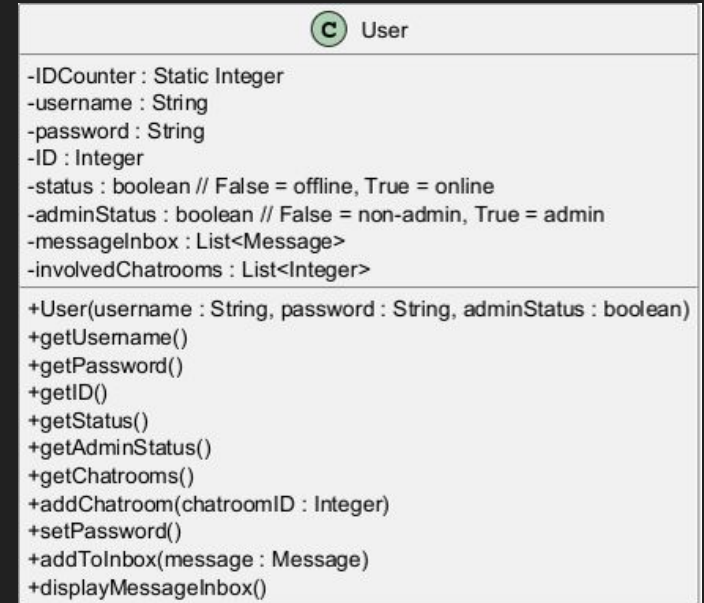 C User
-IDCounter : Static Integer
-username : String
-password : String
-ID : Integer
-status : boolean // False = offline, True = online
-adminStatus : boolean // False = non-admin, True = admin
-messageInbox : List<Message>
-involvedChatrooms : List<Integer>
+User(username : String, password : String, adminStatus : boolean)
+getUsername()
+getPassword()
+getID()
+getStatus()
+getAdminStatus()
+getChatrooms()
+addChatroom(chatroomID : Integer)
+setPassword()
+addToInbox(message : Message)
+displayMessageInbox()